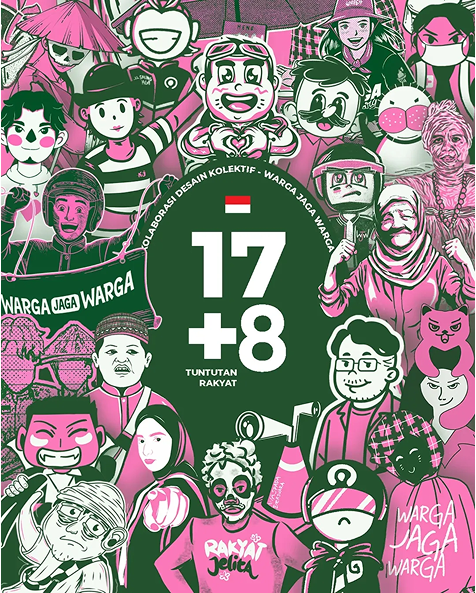 KOLABORASI DESAIN KOLEKTIF - WARGA JAGA WARGA
17
+8
TUNTUTAN
RAKYAT
WARGA JAGA WARGA
RAKYAT
Jelita
WARGA
JAGA
WARGA